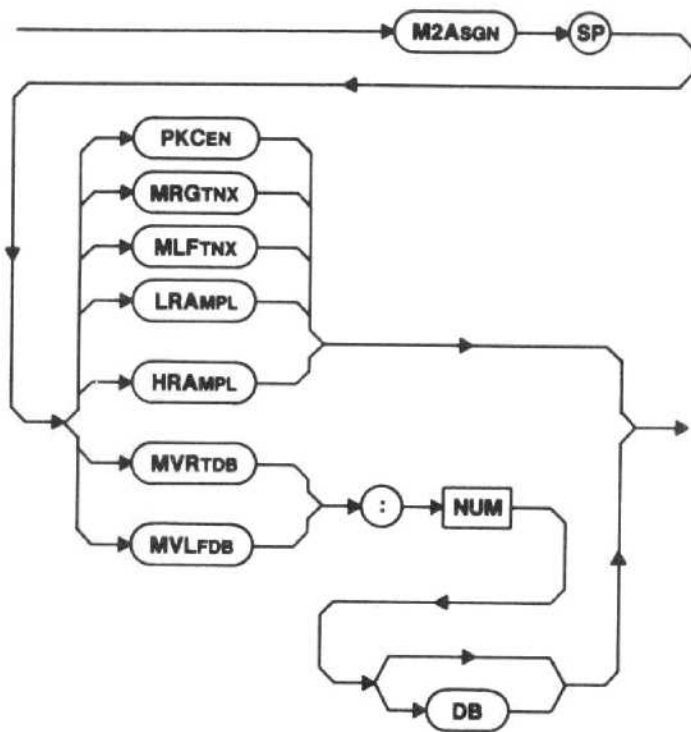 M2ASGN SP
PKCEN
MRGTNX
MLFTNX
LRAMPL
HRAMPL
MVRTDB
: NUM
MVLFDB
DB